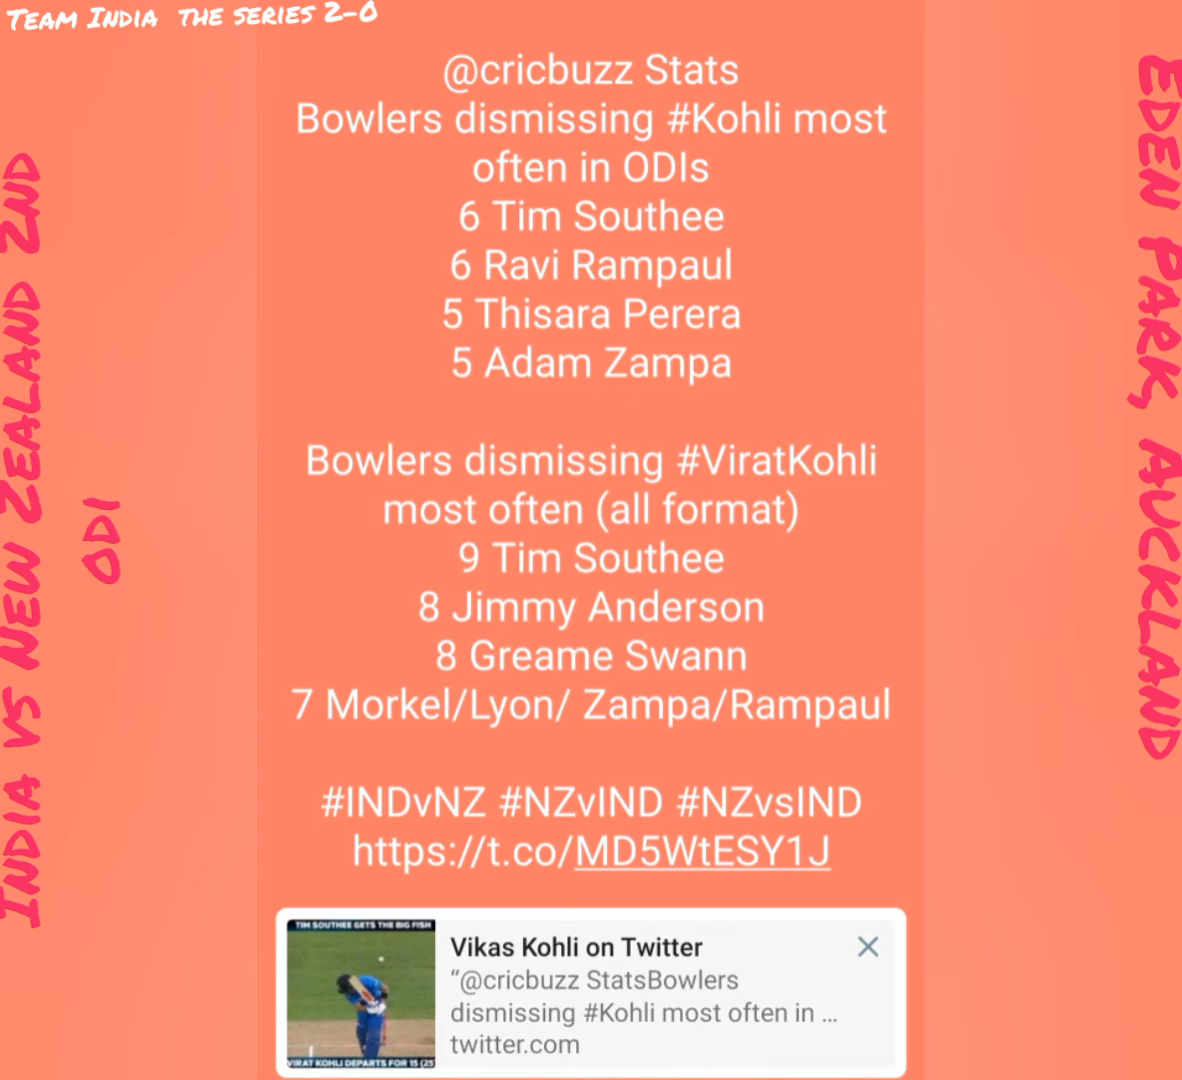 TEAM INDIA THE SERIES 2-0
@cricbuzz Stats
Bowlers dismissing #Kohli most
often in ODIs
6 Tim Southee
6 Ravi Rampaul
5 Thisara Perera
5 Adam Zampa
Bowlers dismissing #ViratKohli
most often (all format)
9 Tim Southee
8 Jimmy Anderson
8 Greame Swann
7 Morkel/Lyon/ Zampa/Rampaul
#INDvNZ #NZvIND #NZvsIND
https://t.co/MD5WtESY1J
TIM SOUTHEE GETS THE BIG FISH
VIRAT KOHLI DEPARTS FOR 15 (25
Vikas Kohli on Twitter
“@cricbuzz StatsBowlers
dismissing #Kohli most often in ...
twitter.com
INDIA VS NEW ZEALAND 2ND
ODI
EDEN PARK, AUCKLAND